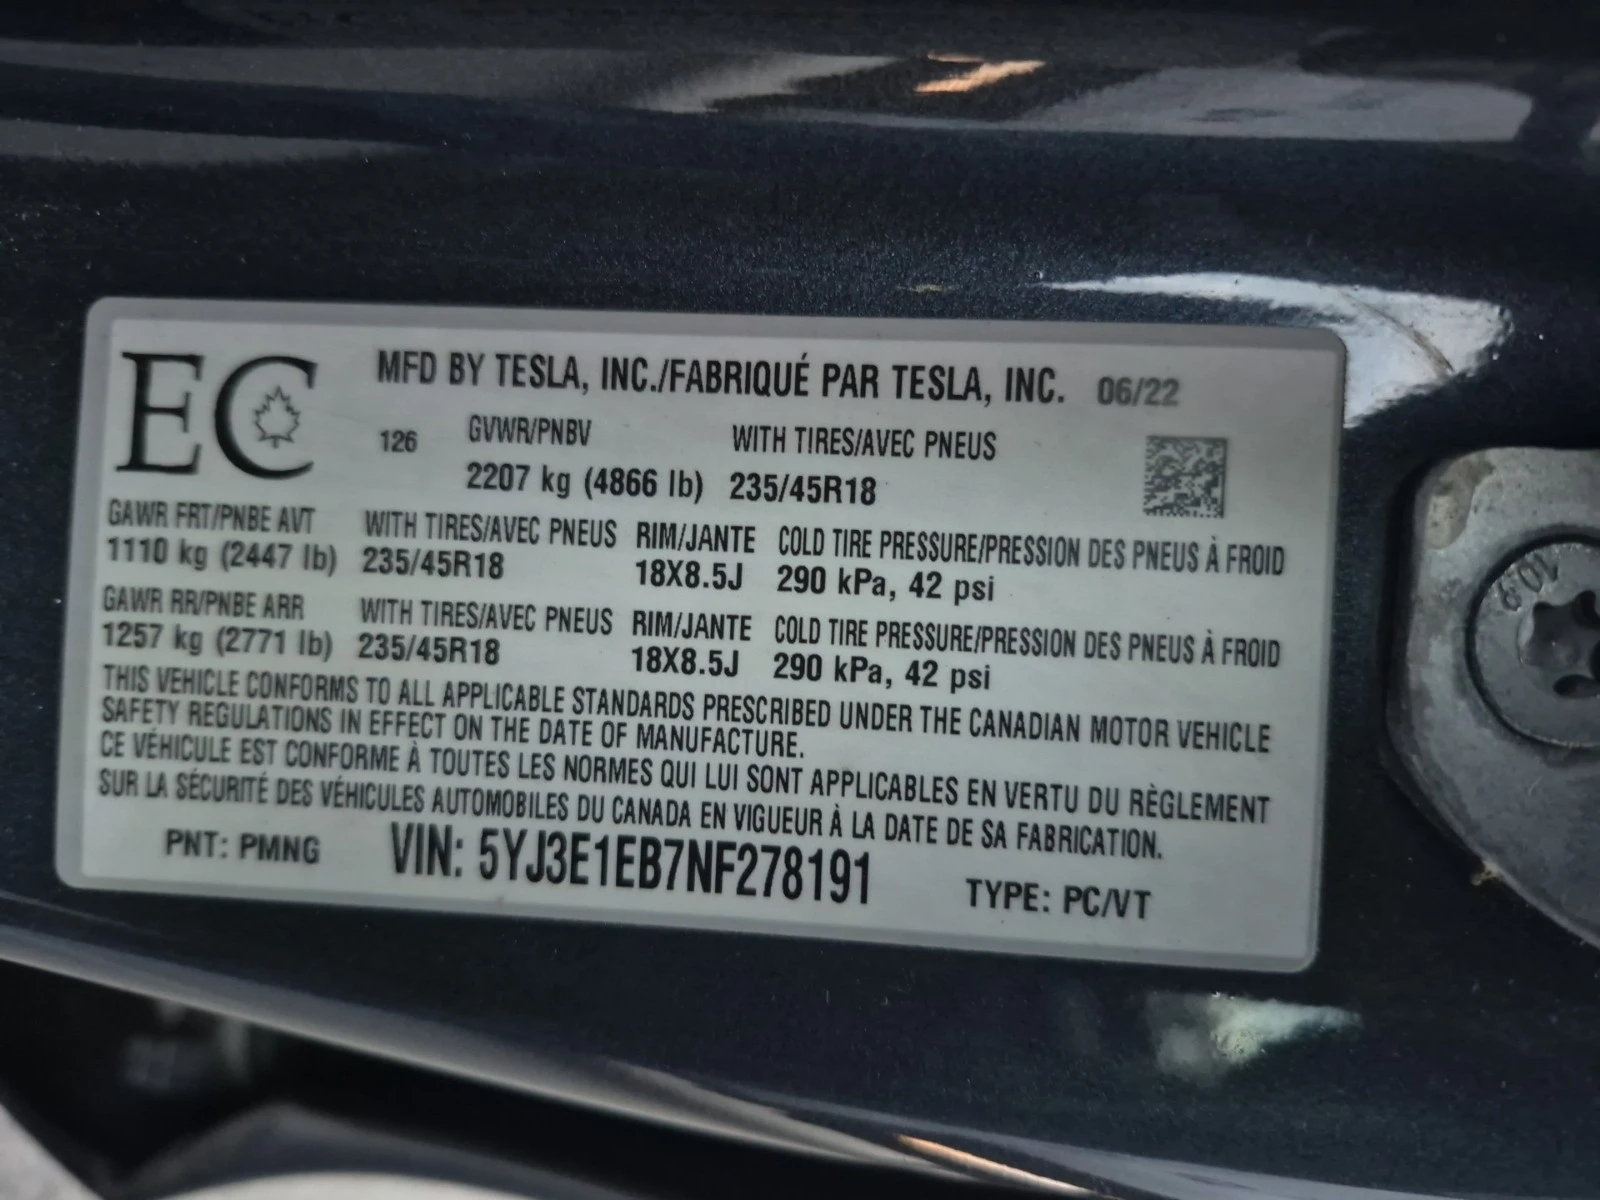 EC MFD BY TESLA, INC./FABRIQUÉ PAR TESLA, INC. 06/22
126 GVWR/PNBV WITH TIRES/AVEC PNEUS
2207 kg (4866 lb) 235/45R18
GAWR FRT/PNBE AVT WITH TIRES/AVEC PNEUS RIM/JANTE COLD TIRE PRESSURE/PRESSION DES PNEUS À FROID
1110 kg (2447 lb) 235/45R18 18X8.5J 290 kPa, 42 psi
GAWR RR/PNBE ARR WITH TIRES/AVEC PNEUS RIM/JANTE COLD TIRE PRESSURE/PRESSION DES PNEUS À FROID
1257 kg (2771 lb) 235/45R18 18X8.5J 290 kPa, 42 psi
THIS VEHICLE CONFORMS TO ALL APPLICABLE STANDARDS PRESCRIBED UNDER THE CANADIAN MOTOR VEHICLE
SAFETY REGULATIONS IN EFFECT ON THE DATE OF MANUFACTURE.
CE VÉHICULE EST CONFORME À TOUTES LES NORMES QUI LUI SONT APPLICABLES EN VERTU DU RÈGLEMENT
SUR LA SÉCURITÉ DES VÉHICULES AUTOMOBILES DU CANADA EN VIGUEUR À LA DATE DE SA FABRICATION.
PNT: PMNG VIN: 5YJ3E1EB7NF278191 TYPE: PC/VT
10.9